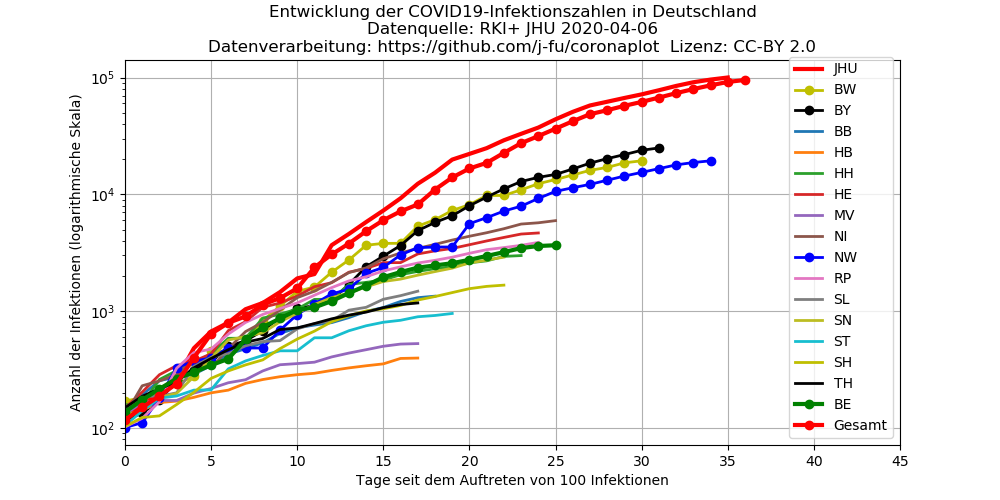 Entwicklung der COVID19-Infektionszahlen in Deutschland
Datenquelle: RKI+ JHU 2020-04-06
Datenverarbeitung: https://github.com/j-fu/coronaplot  Lizenz: CC-BY 2.0
Anzahl der Infektionen (logarithmische Skala)
10⁵
10⁴
10³
10²
0 5 10 15 20 25 30 35 40 45
Tage seit dem Auftreten von 100 Infektionen
JHU
BW
BY
BB
HB
HH
HE
MV
NI
NW
RP
SL
SN
ST
SH
TH
BE
Gesamt